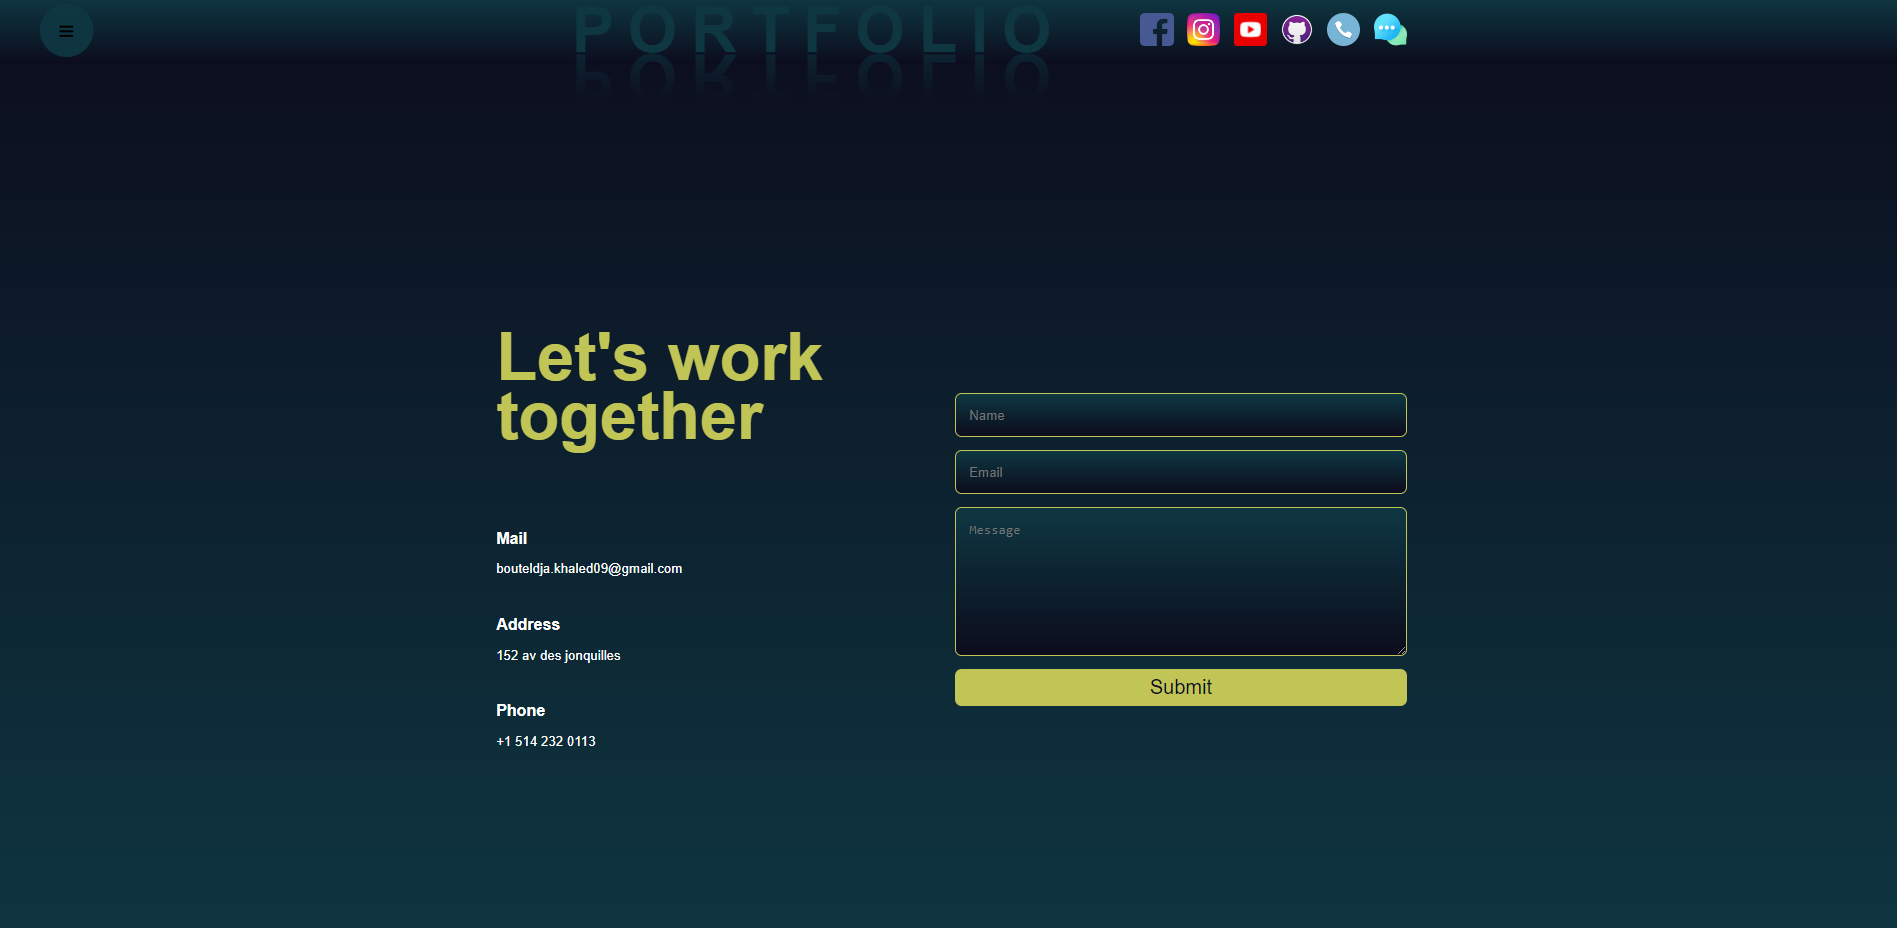 PORTFOLIO
Let's work
together
Mail
bouteldja.khaled09@gmail.com
Address
152 av des jonquilles
Phone
+1 514 232 0113
Name
Email
Message
Submit